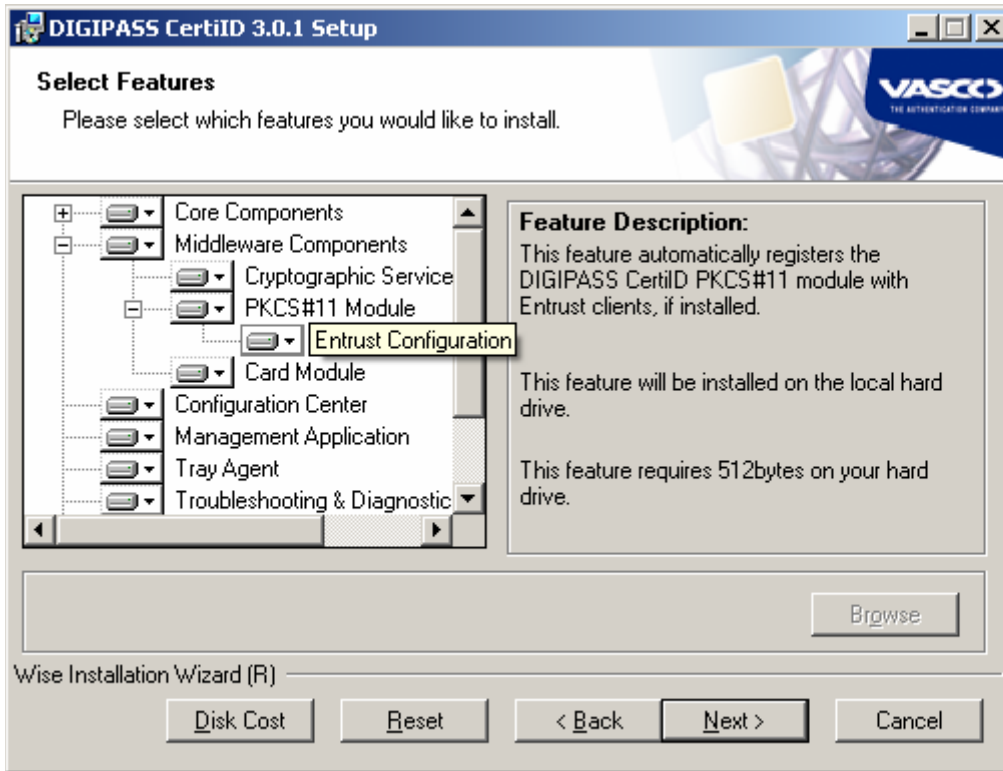 DIGIPASS CertiID 3.0.1 Setup
Select Features
Please select which features you would like to install.
VASCO
THE AUTHENTICATION COMPANY
Core Components
Middleware Components
Cryptographic Service
PKCS#11 Module
Entrust Configuration
Card Module
Configuration Center
Management Application
Tray Agent
Troubleshooting & Diagnostic
Feature Description:
This feature automatically registers the
DIGIPASS CertiID PKCS#11 module with
Entrust clients, if installed.
This feature will be installed on the local hard
drive.
This feature requires 512bytes on your hard
drive.
Browse
Wise Installation Wizard (R)
Disk Cost
Reset
< Back
Next >
Cancel